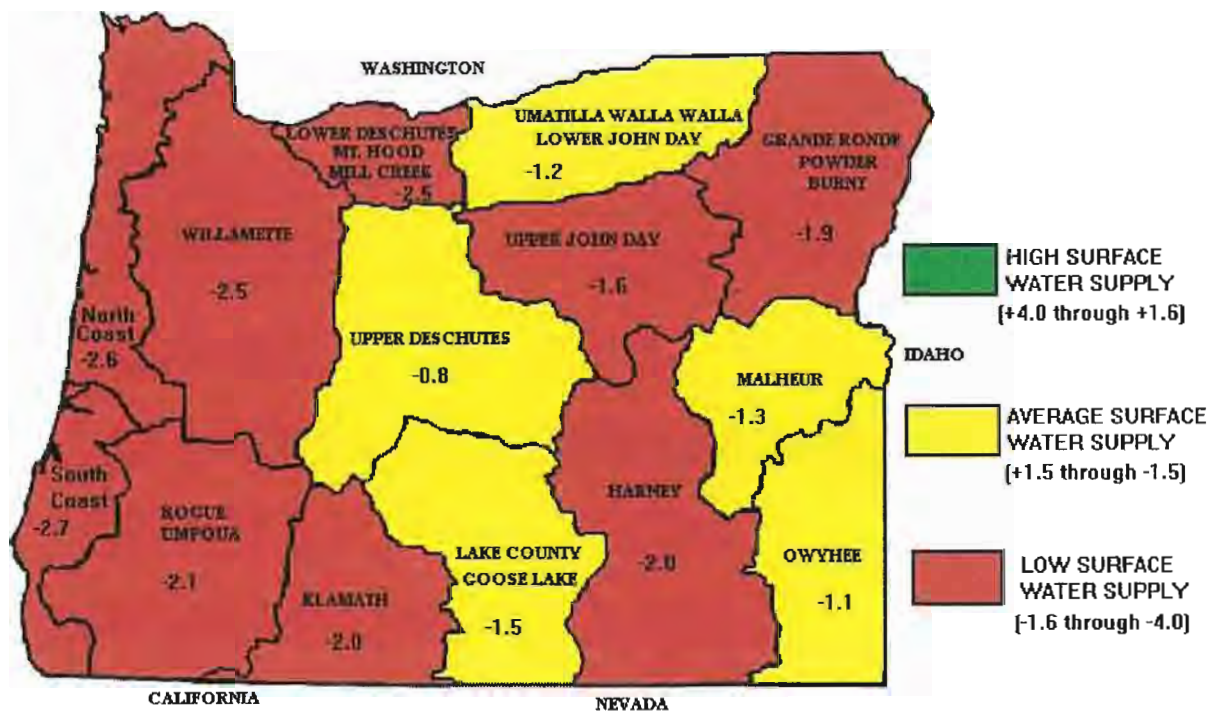 WASHINGTON
UMATILLA WALLA WALLA
LOWER JOHN DAY
-1.2
LOWER DESCHUTES
MT. HOOD
MILL CREEK
-2.5
GRANDE RONDE
POWDER
BURNY
-1.9
WILLAMETTE
-2.5
UPPER JOHN DAY
-1.6
North
Coast
-2.6
UPPER DESCHUTES
-0.8
MALHEUR
-1.3
IDAHO
South
Coast
-2.7
ROGUE
UMPQUA
-2.1
KLAMATH
-2.0
LAKE COUNTY
GOOSE LAKE
-1.5
HARNEY
-2.0
OWYHEE
-1.1
CALIFORNIA
NEVADA
HIGH SURFACE
WATER SUPPLY
(+4.0 through +1.6)
AVERAGE SURFACE
WATER SUPPLY
(+1.5 through -1.5)
LOW SURFACE
WATER SUPPLY
(-1.6 through -4.0)